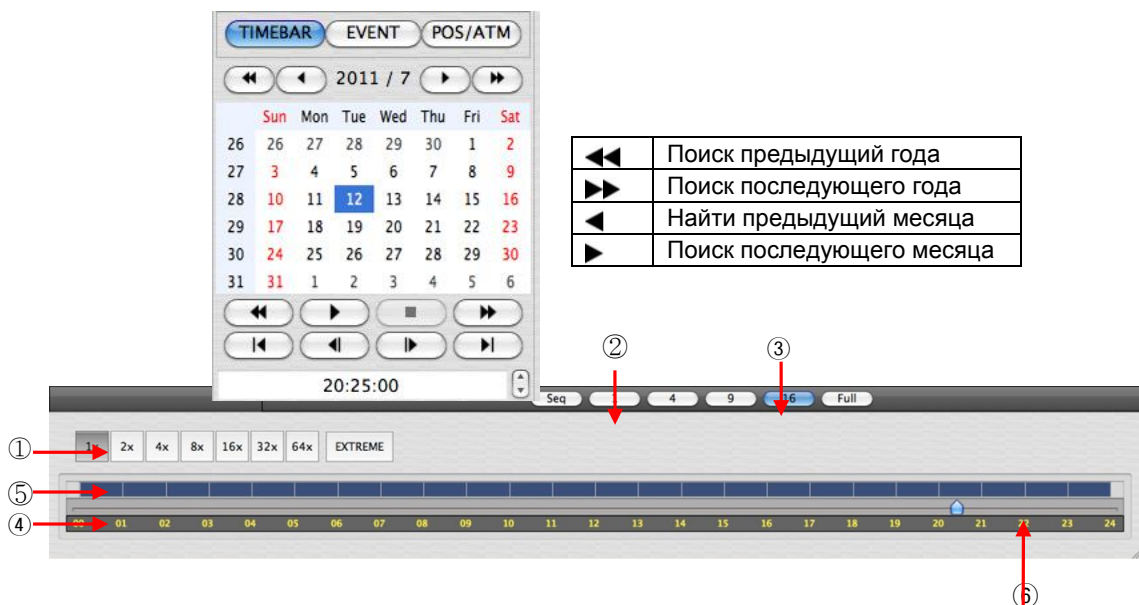 TIMEBAR EVENT POS/ATM
2011 / 7
Sun Mon Tue Wed Thu Fri Sat
26 26 27 28 29 30 1 2
27 3 4 5 6 7 8 9
28 10 11 12 13 14 15 16
29 17 18 19 20 21 22 23
30 24 25 26 27 28 29 30
31 31 1 2 3 4 5 6
20:25:00
Поиск предыдущий года
Поиск последующего года
Найти предыдущий месяца
Поиск последующего месяца
② ③
Seq 4 9 16 Full
① 1x 2x 4x 8x 16x 32x 64x EXTREME
⑤
④ 00 01 02 03 04 05 06 07 08 09 10 11 12 13 14 15 16 17 18 19 20 21 22 23 24
⑥